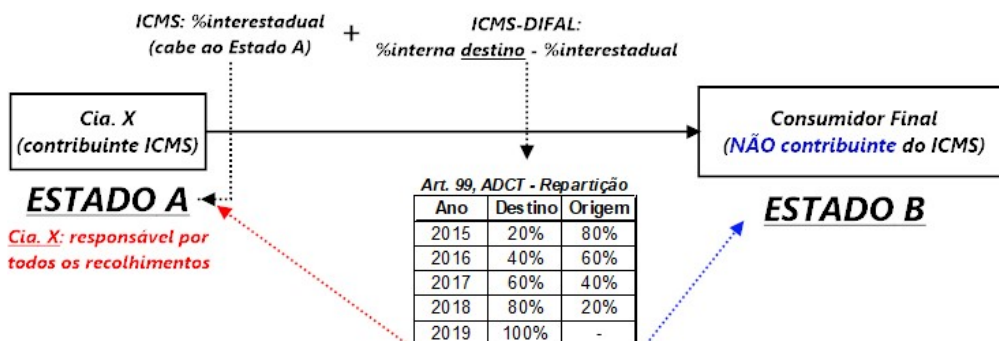 ICMS: %interestadual
(cabe ao Estado A)
+
ICMS-DIFAL:
%interna destino - %interestadual
Cia. X
(contribuinte ICMS)
Consumidor Final
(NÃO contribuinte do ICMS)
ESTADO A
Cia. X: responsável por
todos os recolhimentos
Art. 99, ADCT - Repartição
Ano Destino Origem
2015 20% 80%
2016 40% 60%
2017 60% 40%
2018 80% 20%
2019 100% -
ESTADO B